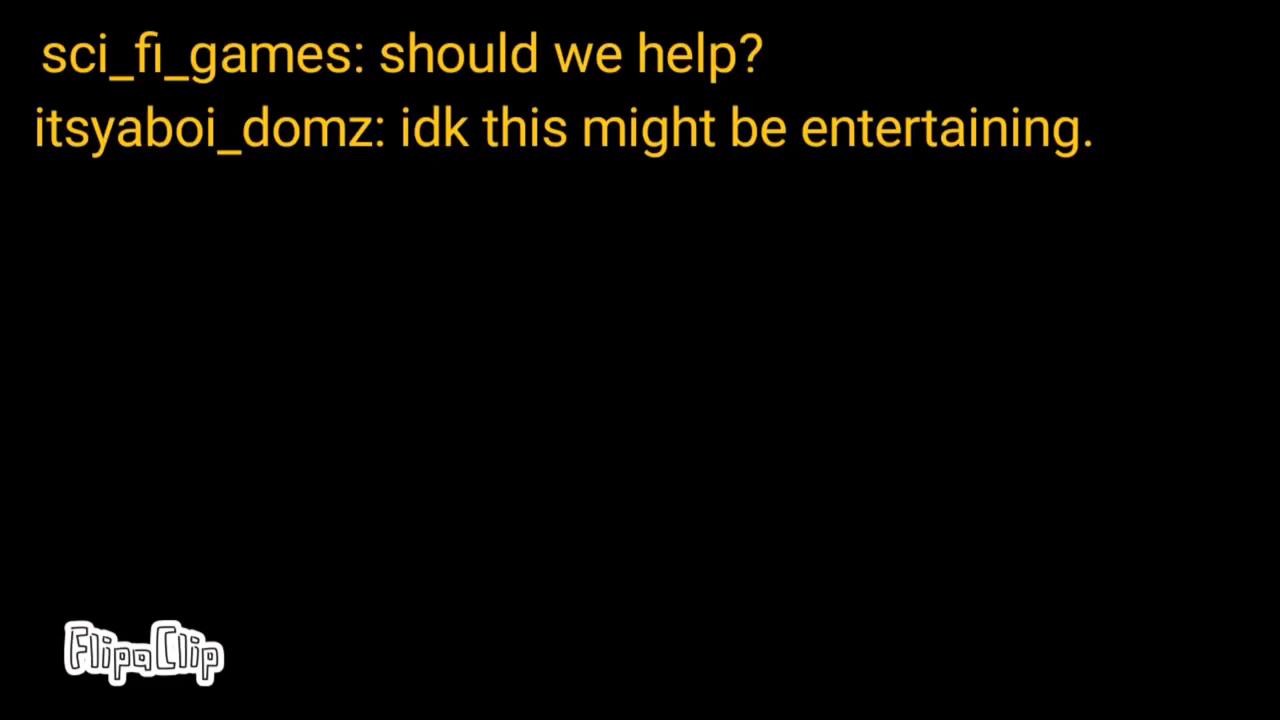 sci_fi_games: should we help?
itsyaboi_domz: idk this might be entertaining.
FlipaClip